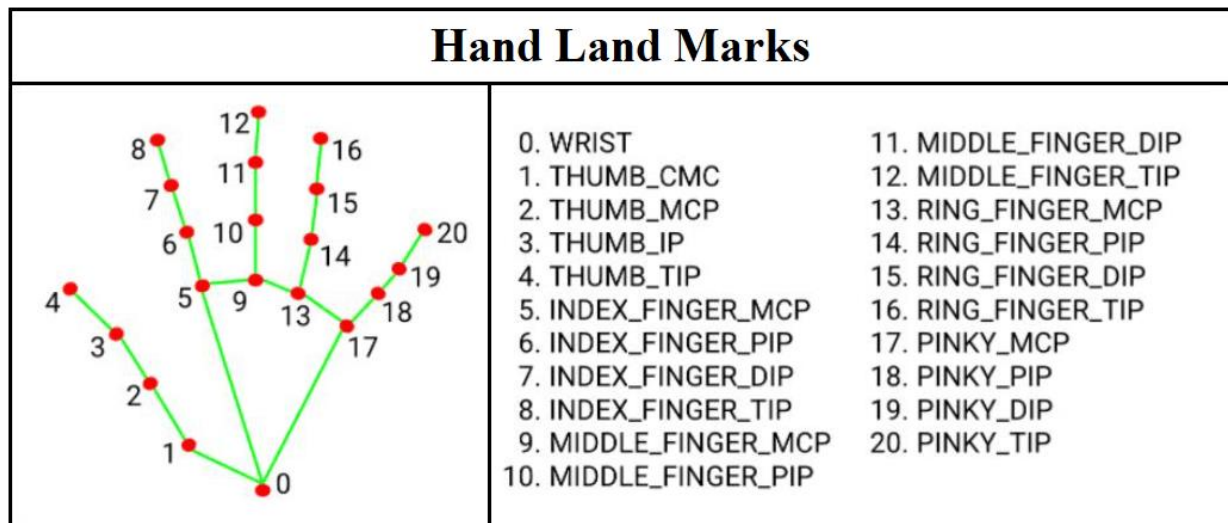 Hand Land Marks
12
8
16
11
7
15
10
6
20
14
19
5
9
4
13
18
3
17
2
1
0
0. WRIST
1. THUMB_CMC
2. THUMB_MCP
3. THUMB_IP
4. THUMB_TIP
5. INDEX_FINGER_MCP
6. INDEX_FINGER_PIP
7. INDEX_FINGER_DIP
8. INDEX_FINGER_TIP
9. MIDDLE_FINGER_MCP
10. MIDDLE_FINGER_PIP
11. MIDDLE_FINGER_DIP
12. MIDDLE_FINGER_TIP
13. RING_FINGER_MCP
14. RING_FINGER_PIP
15. RING_FINGER_DIP
16. RING_FINGER_TIP
17. PINKY_MCP
18. PINKY_PIP
19. PINKY_DIP
20. PINKY_TIP